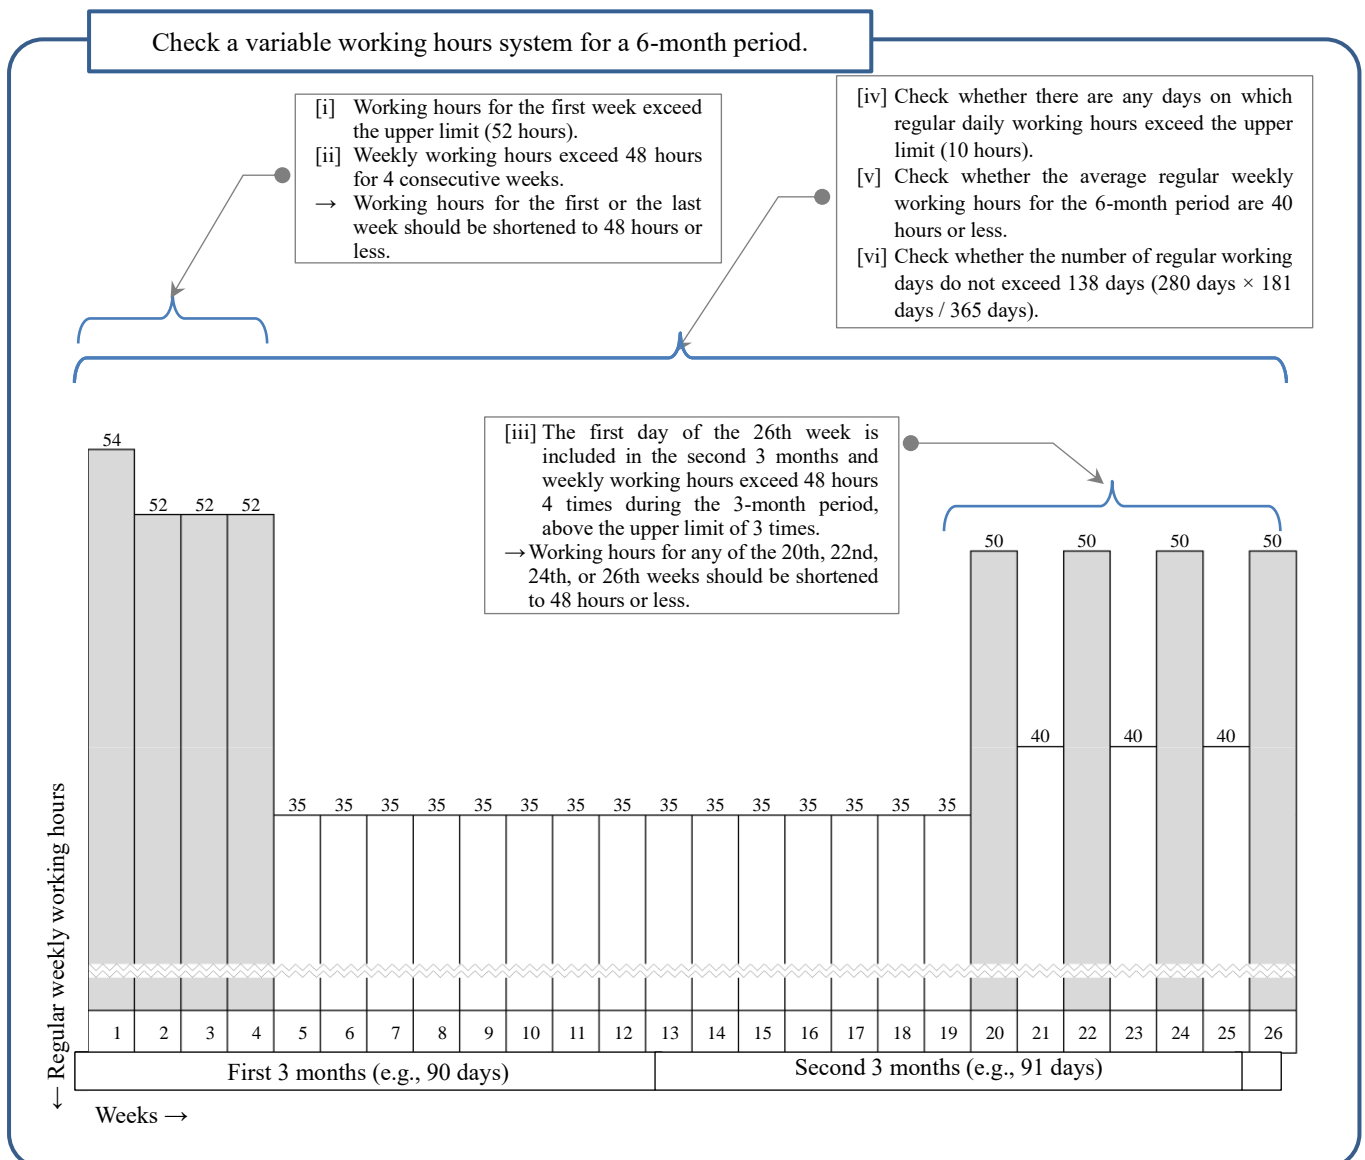 Check a variable working hours system for a 6-month period.
[i] Working hours for the first week exceed
the upper limit (52 hours).
[ii] Weekly working hours exceed 48 hours
for 4 consecutive weeks.
→ Working hours for the first or the last
week should be shortened to 48 hours or
less.
[iv] Check whether there are any days on which
regular daily working hours exceed the upper
limit (10 hours).
[v] Check whether the average regular weekly
working hours for the 6-month period are 40
hours or less.
[vi] Check whether the number of regular working
days do not exceed 138 days (280 days × 181
days / 365 days).
[iii] The first day of the 26th week is
included in the second 3 months and
weekly working hours exceed 48 hours
4 times during the 3-month period,
above the upper limit of 3 times.
→ Working hours for any of the 20th, 22nd,
24th, or 26th weeks should be shortened
to 48 hours or less.
54
52 52 52
50 50 50 50
40 40 40
35 35 35 35 35 35 35 35 35 35 35 35 35 35 35
← Regular weekly working hours
1 2 3 4 5 6 7 8 9 10 11 12 13 14 15 16 17 18 19 20 21 22 23 24 25 26
First 3 months (e.g., 90 days) Second 3 months (e.g., 91 days)
Weeks →